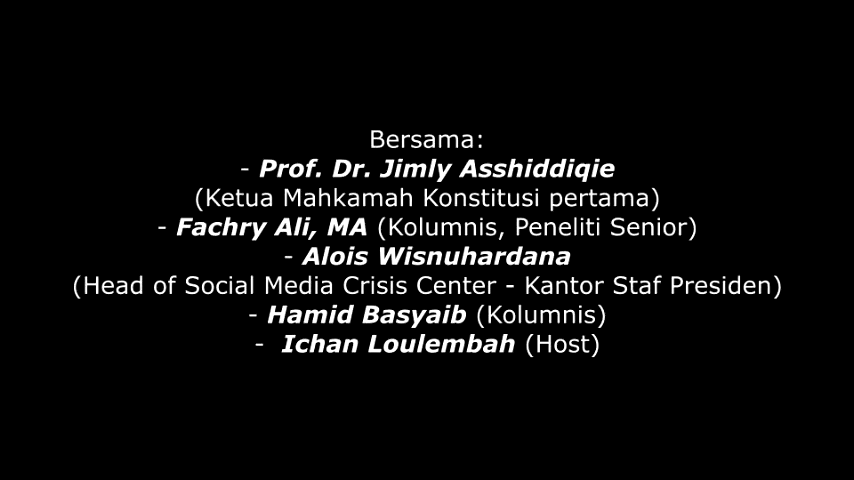 Bersama:
- Prof. Dr. Jimly Asshiddiqie
(Ketua Mahkamah Konstitusi pertama)
- Fachry Ali, MA (Kolumnis, Peneliti Senior)
- Alois Wisnuhardana
(Head of Social Media Crisis Center - Kantor Staf Presiden)
- Hamid Basyaib (Kolumnis)
- Ichan Loulembah (Host)